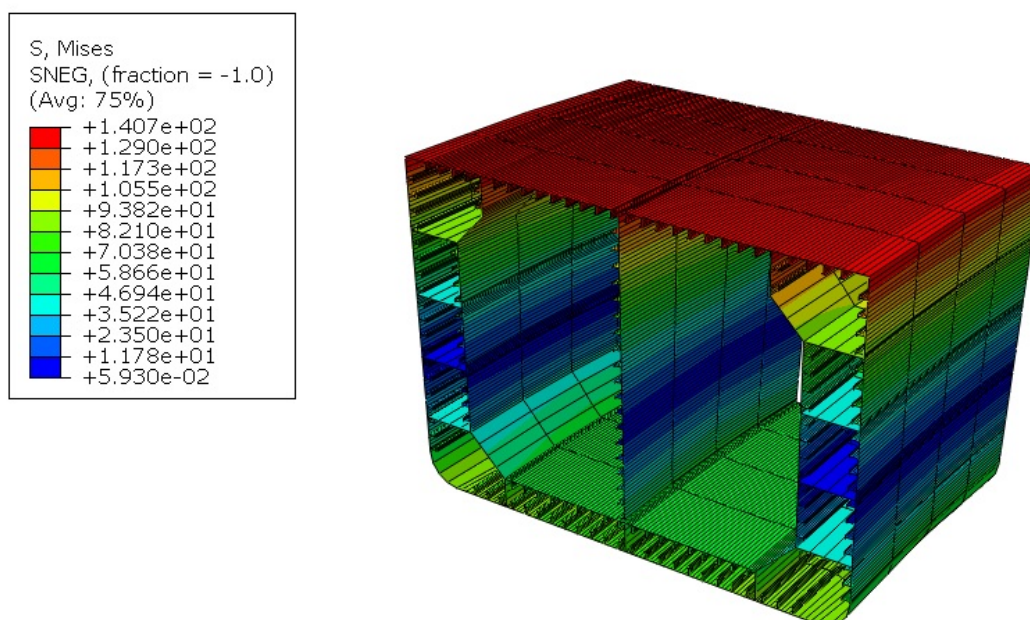 S, Mises
SNEG, (fraction = -1.0)
(Avg: 75%)
+1.407e+02
+1.290e+02
+1.173e+02
+1.055e+02
+9.382e+01
+8.210e+01
+7.038e+01
+5.866e+01
+4.694e+01
+3.522e+01
+2.350e+01
+1.178e+01
+5.930e-02